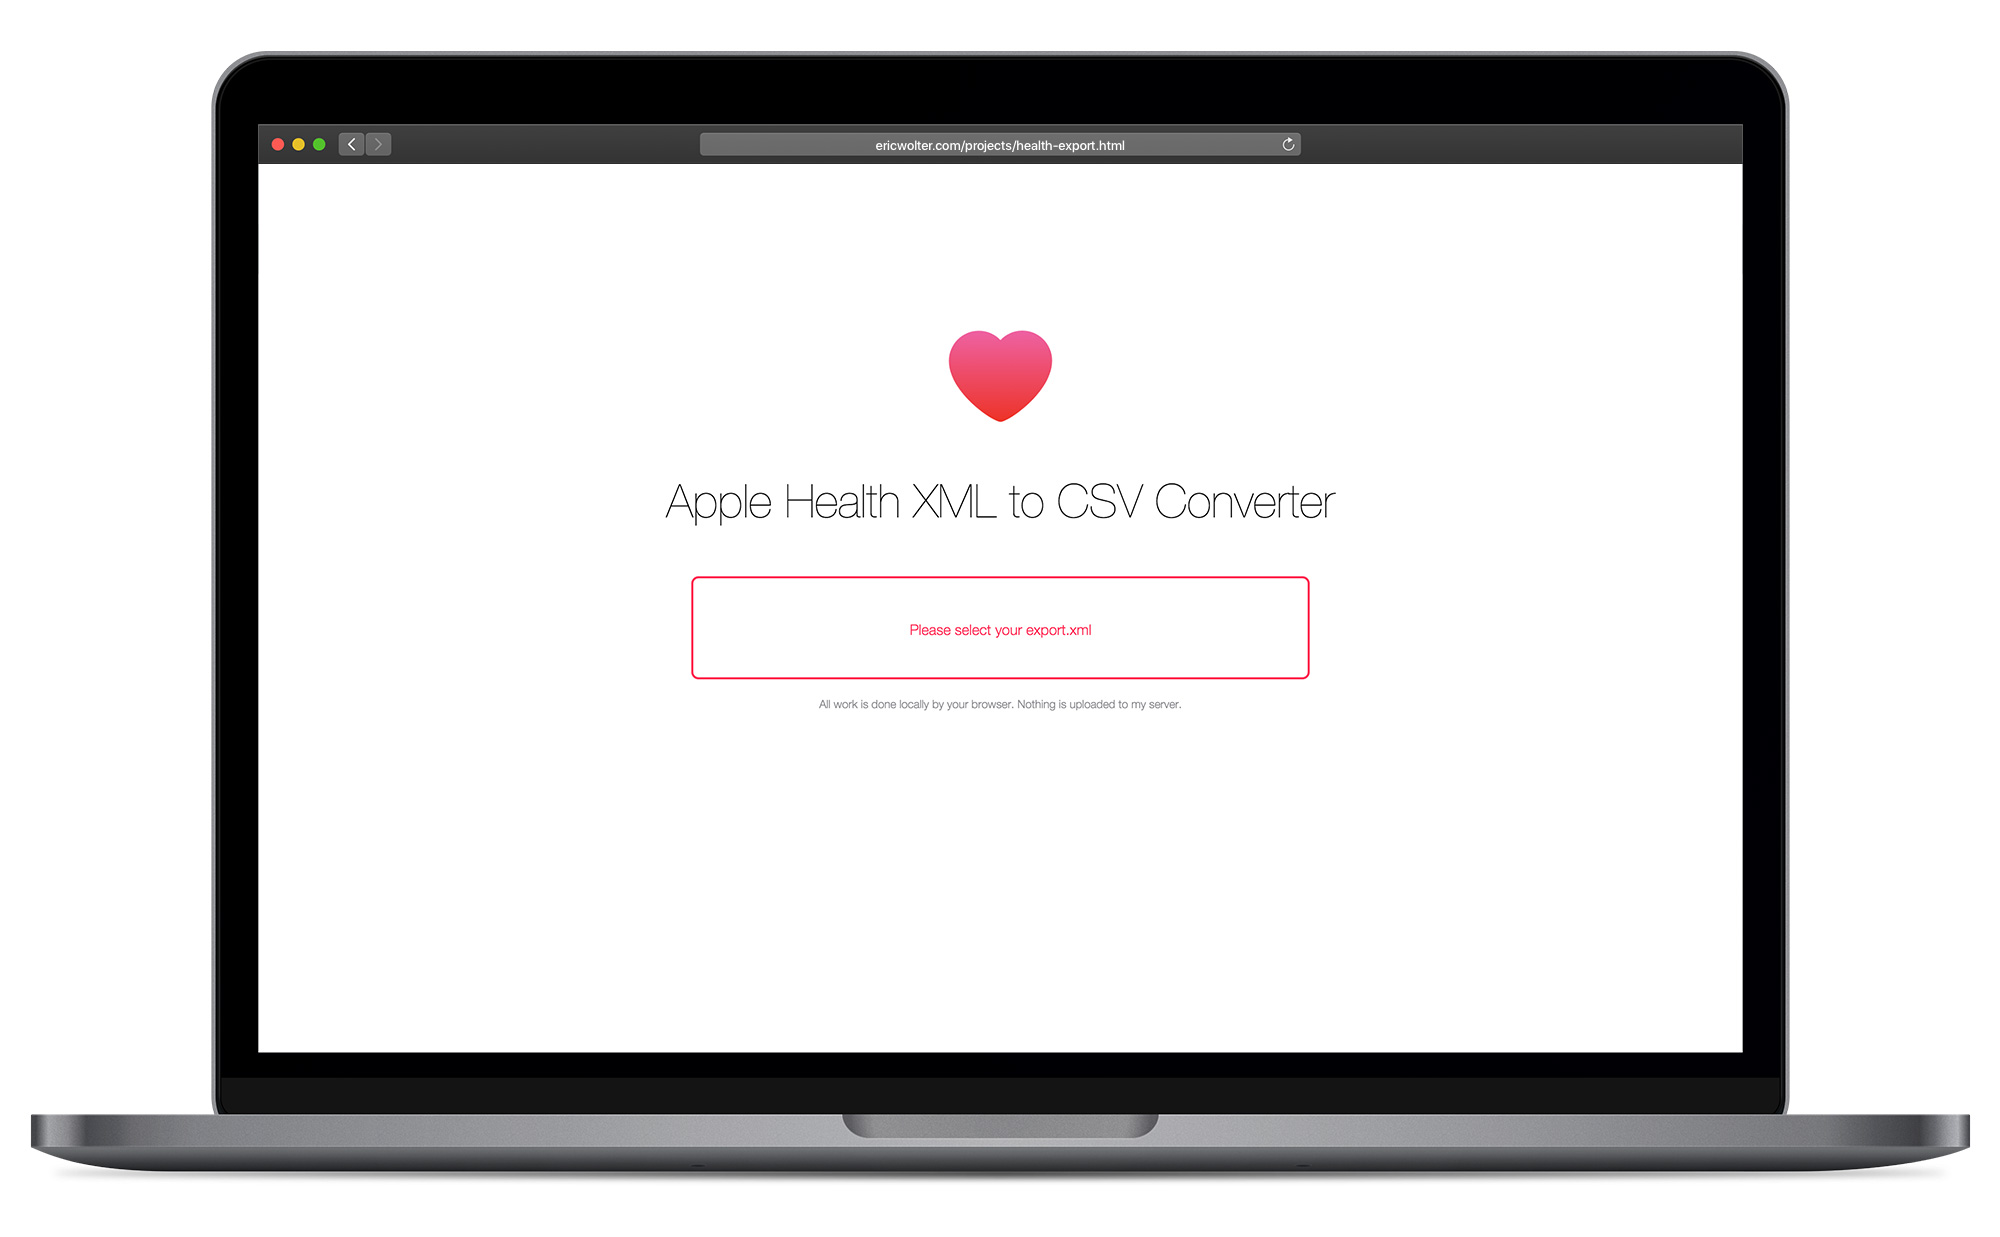 ericwolter.com/projects/health-export.html
Apple Health XML to CSV Converter
Please select your export.xml
All work is done locally by your browser. Nothing is uploaded to my server.